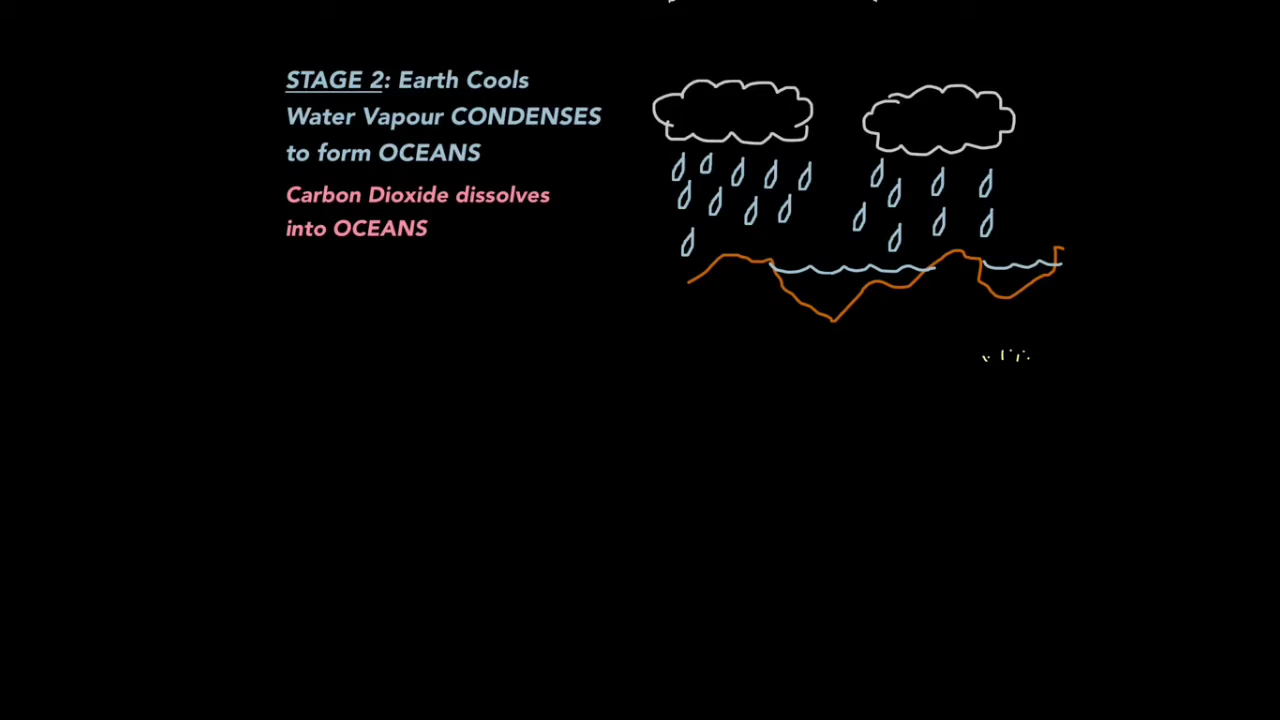 STAGE 2: Earth Cools
Water Vapour CONDENSES
to form OCEANS
Carbon Dioxide dissolves
into OCEANS